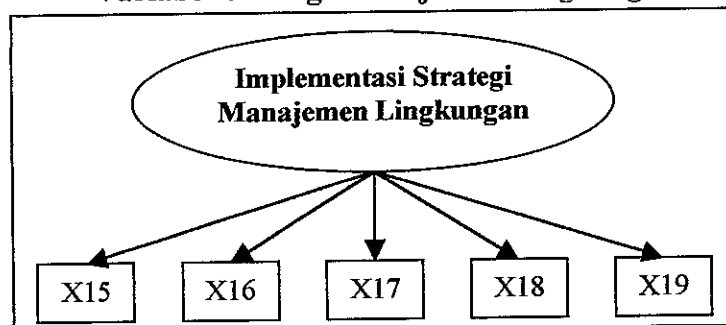 Implementasi Strategi
Manajemen Lingkungan
X15 X16 X17 X18 X19